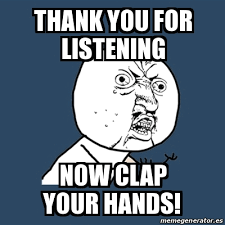 THANK YOU FOR
LISTENING
NOW CLAP
YOUR HANDS!
memegenerator.es